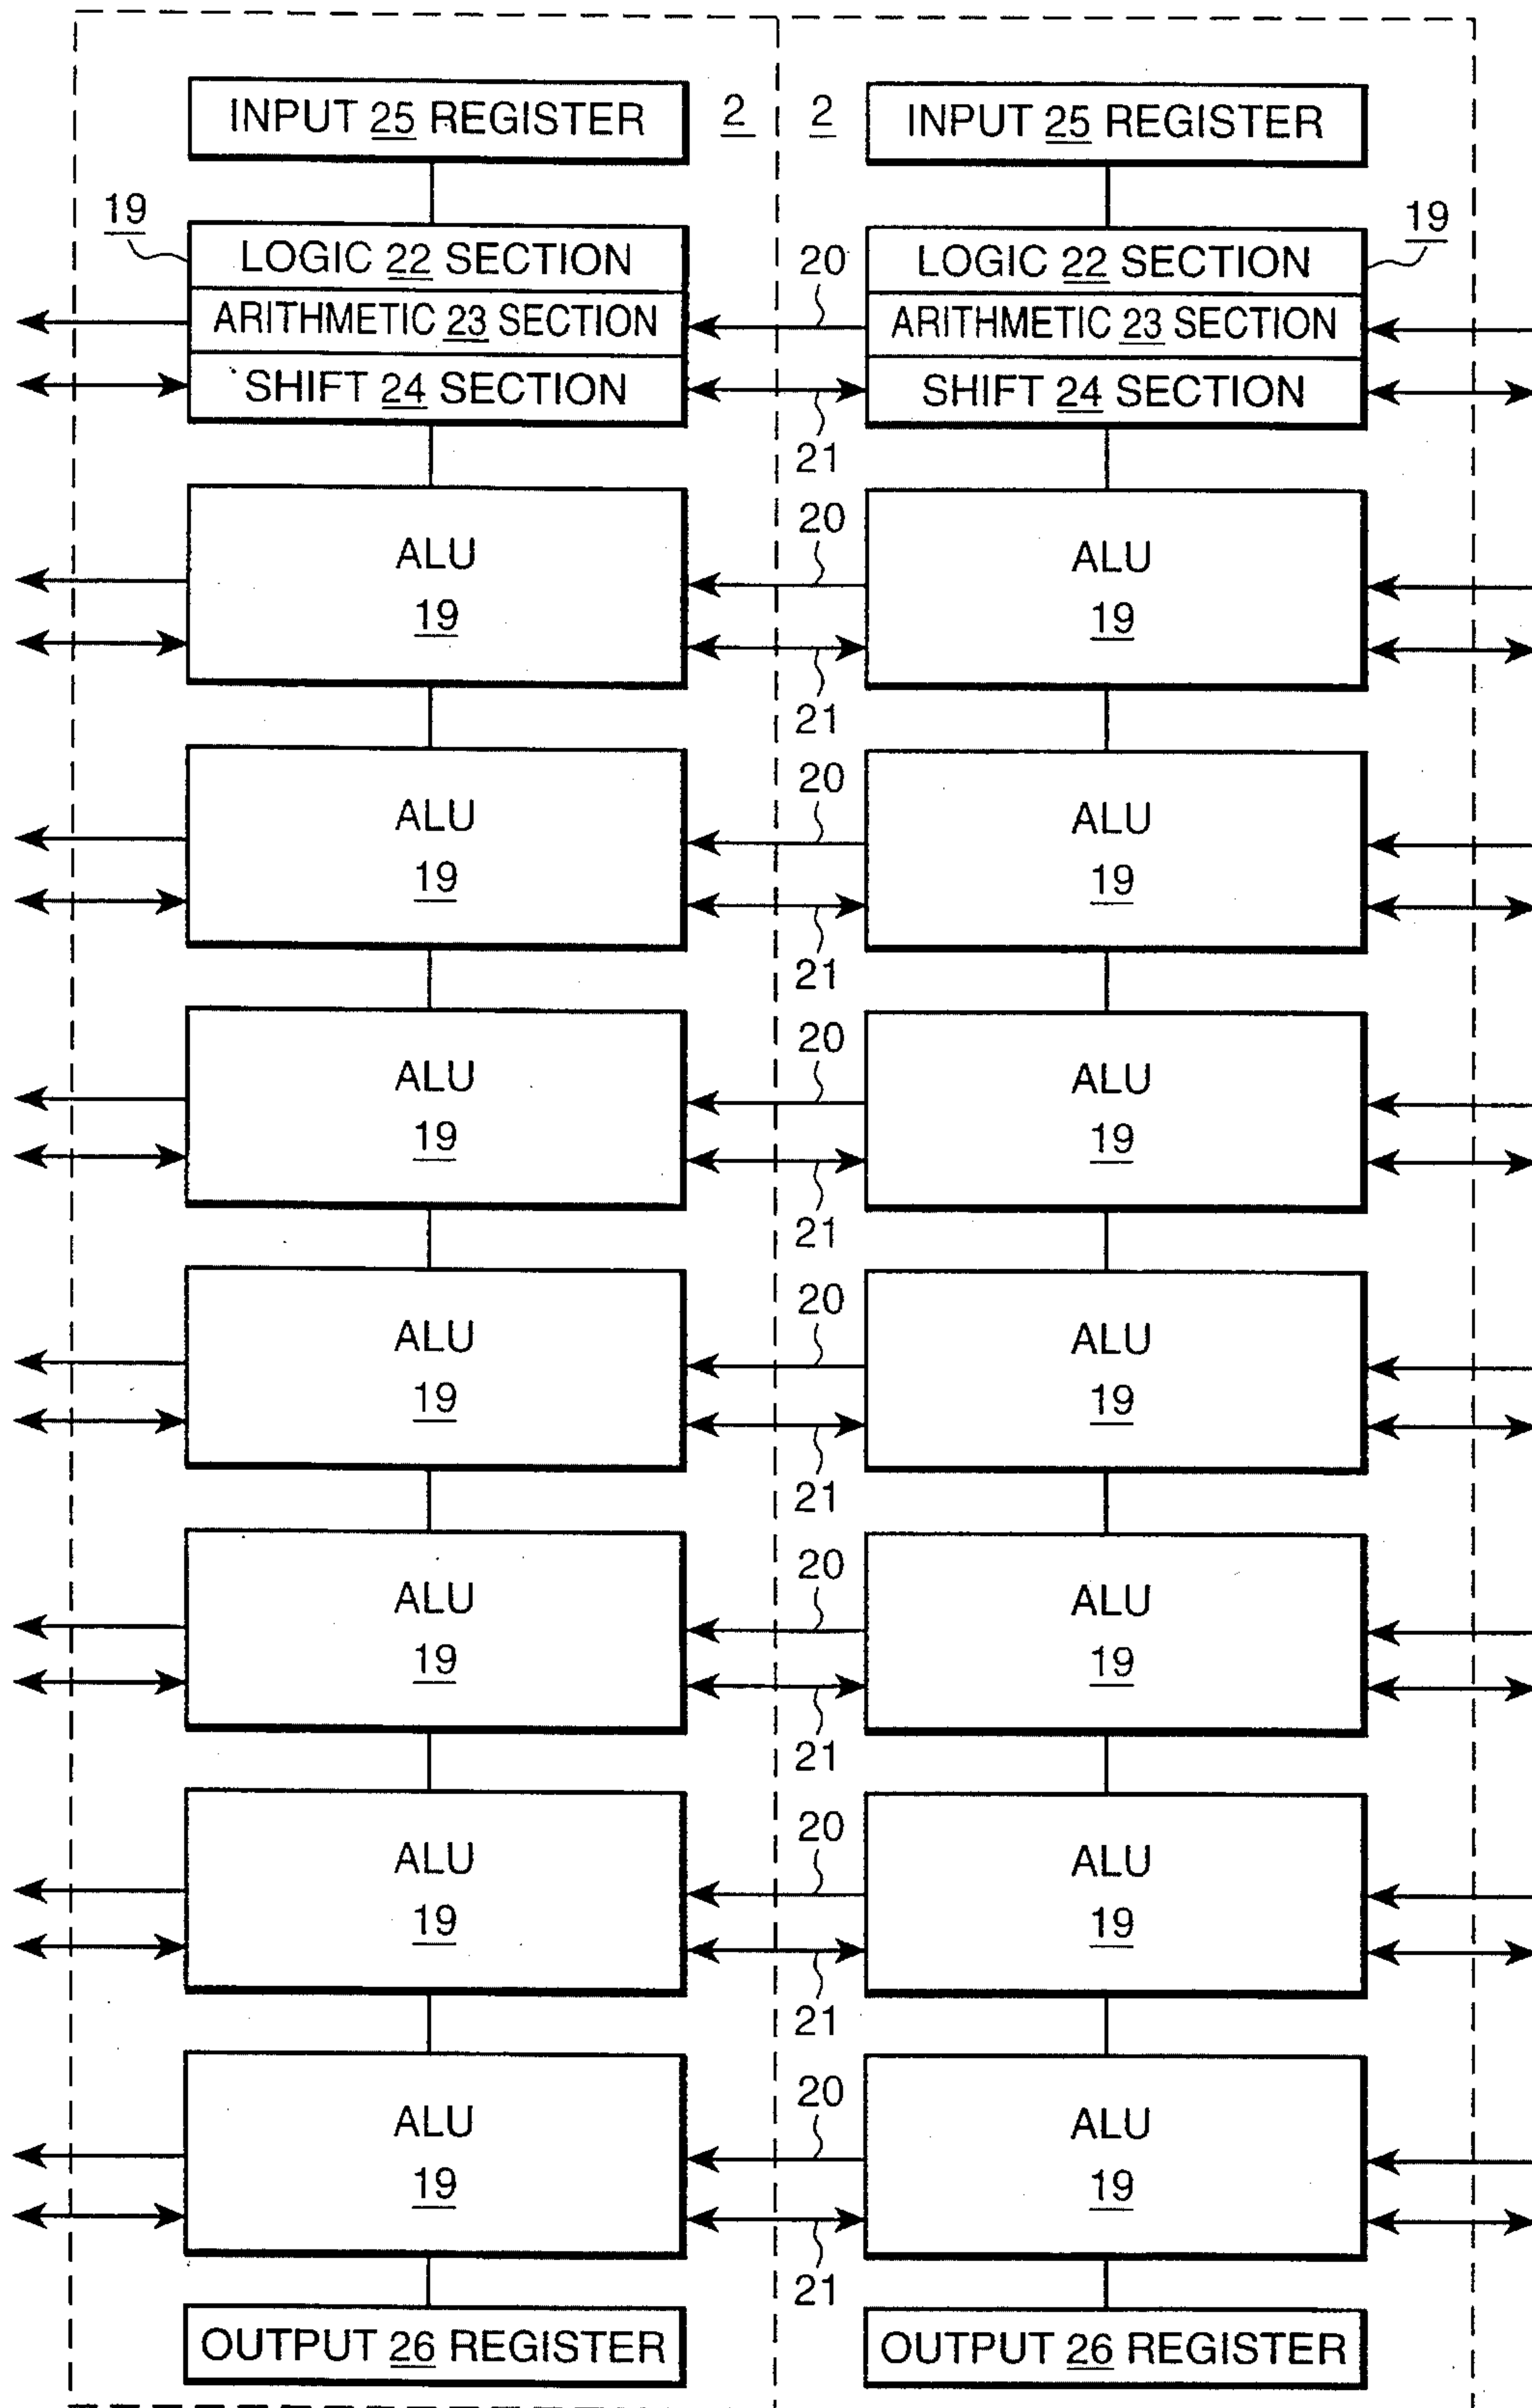 INPUT 25 REGISTER
2
2
INPUT 25 REGISTER
19
19
LOGIC 22 SECTION
20
LOGIC 22 SECTION
ARITHMETIC 23 SECTION
ARITHMETIC 23 SECTION
SHIFT 24 SECTION
SHIFT 24 SECTION
21
ALU
20
ALU
19
19
21
ALU
20
ALU
19
19
21
ALU
20
ALU
19
19
21
ALU
20
ALU
19
19
21
ALU
20
ALU
19
19
21
ALU
20
ALU
19
19
21
ALU
20
ALU
19
19
21
OUTPUT 26 REGISTER
OUTPUT 26 REGISTER